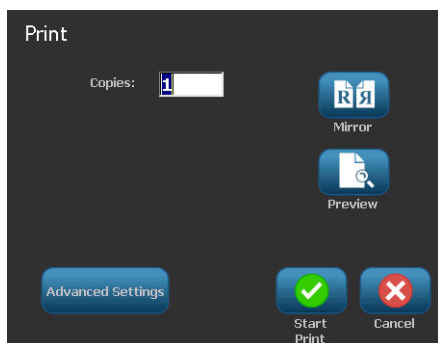 Print
Copies: 1
R Я
Mirror
Preview
Advanced Settings
Start
Print
Cancel